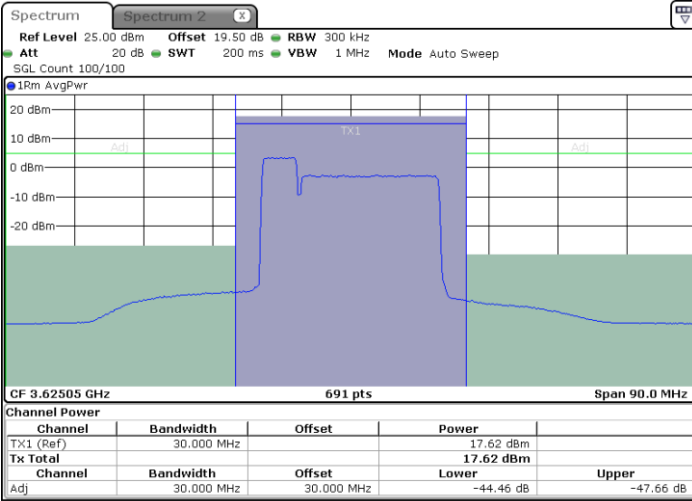 Spectrum Spectrum 2 X
Ref Level 25.00 dBm Offset 19.50 dB RBW 300 kHz
Att 20 dB SWT 200 ms VBW 1 MHz Mode Auto Sweep
SGL Count 100/100
1Rm AvgPwr
20 dBm
TX1
10 dBm
Adj Adj
0 dBm
-10 dBm
-20 dBm
CF 3.62505 GHz 691 pts Span 90.0 MHz
Channel Power
Channel Bandwidth Offset Power
TX1 (Ref) 30.000 MHz 17.62 dBm
Tx Total 17.62 dBm
Channel Bandwidth Offset Lower Upper
Adj 30.000 MHz 30.000 MHz -44.46 dB -47.66 dB